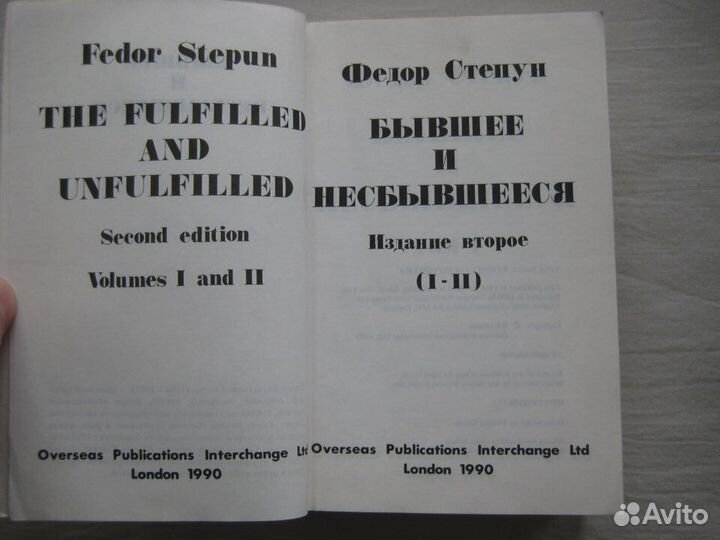 Fedor Stepun
THE FULFILLED
AND
UNFULFILLED
Second edition
Volumes I and II
Overseas Publications Interchange Ltd
London 1990
Федор Степун
БЫВШЕЕ
И
НЕСБЫВШЕЕСЯ
Издание второе
(I-II)
Overseas Publications Interchange Ltd
London 1990
Avito